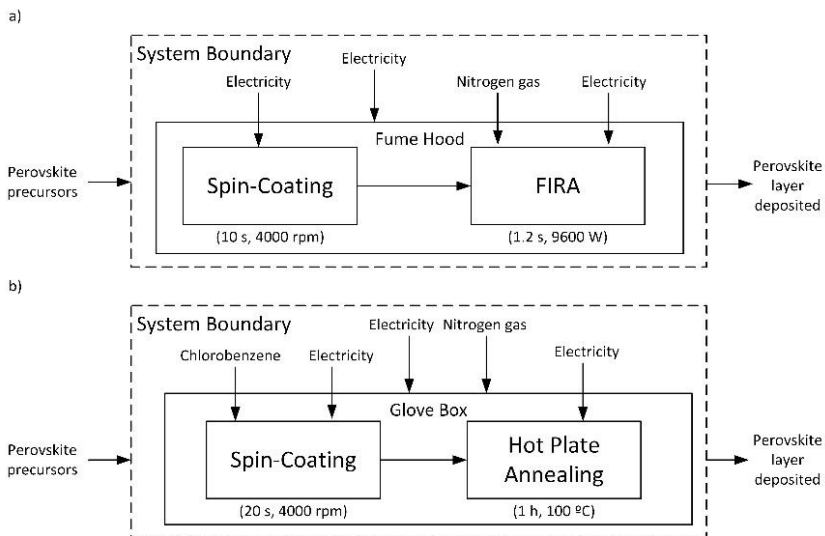 a)
System Boundary
Electricity
Electricity
Nitrogen gas
Electricity
Fume Hood
Perovskite
precursors
Spin-Coating
FIRA
Perovskite
layer
deposited
(10 s, 4000 rpm)
(1.2 s, 9600 W)
b)
System Boundary
Electricity
Nitrogen gas
Chlorobenzene
Electricity
Electricity
Glove Box
Perovskite
precursors
Spin-Coating
Hot Plate
Annealing
Perovskite
layer
deposited
(20 s, 4000 rpm)
(1 h, 100 ºC)